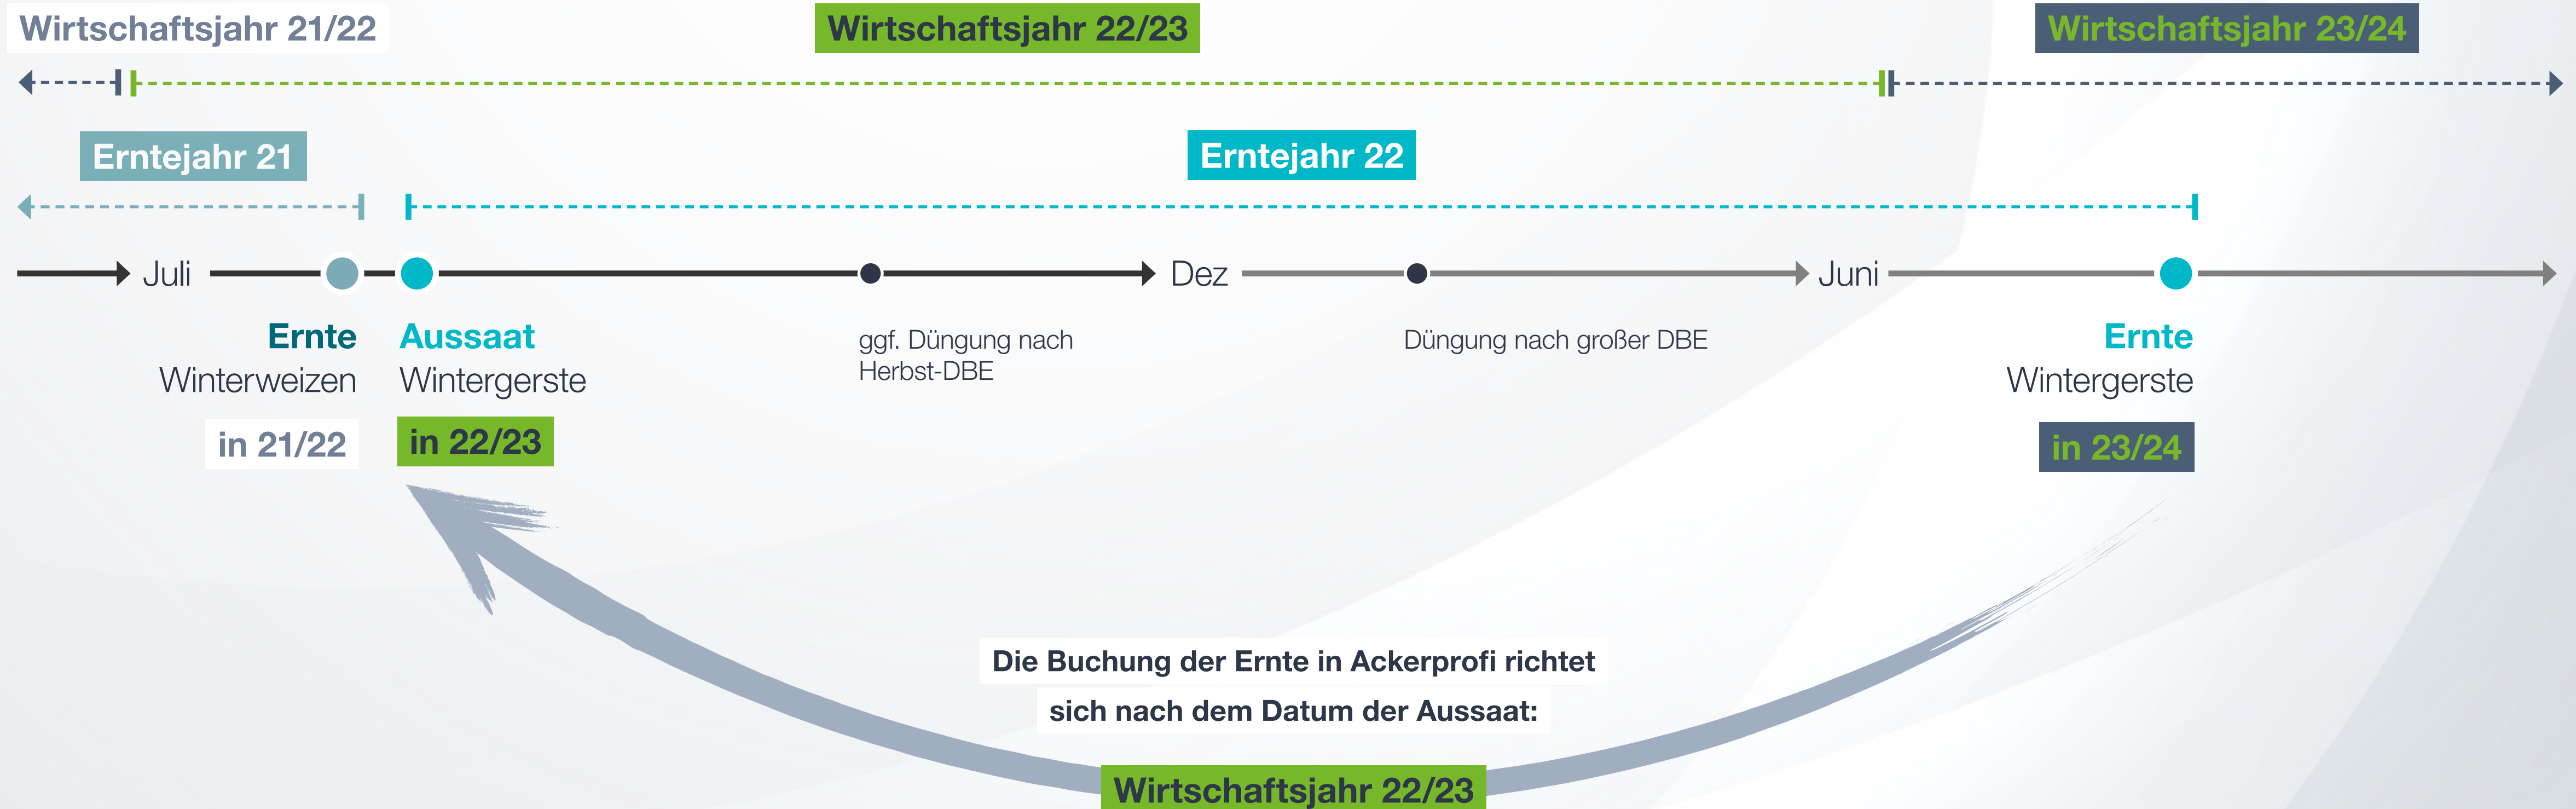 Wirtschaftsjahr 21/22
Wirtschaftsjahr 22/23
Wirtschaftsjahr 23/24
Erntejahr 21
Erntejahr 22
Juli
Dez
Juni
Ernte
Winterweizen
in 21/22
Aussaat
Wintergerste
in 22/23
ggf. Düngung nach
Herbst-DBE
Düngung nach großer DBE
Ernte
Wintergerste
in 23/24
Die Buchung der Ernte in Ackerprofi richtet
sich nach dem Datum der Aussaat:
Wirtschaftsjahr 22/23